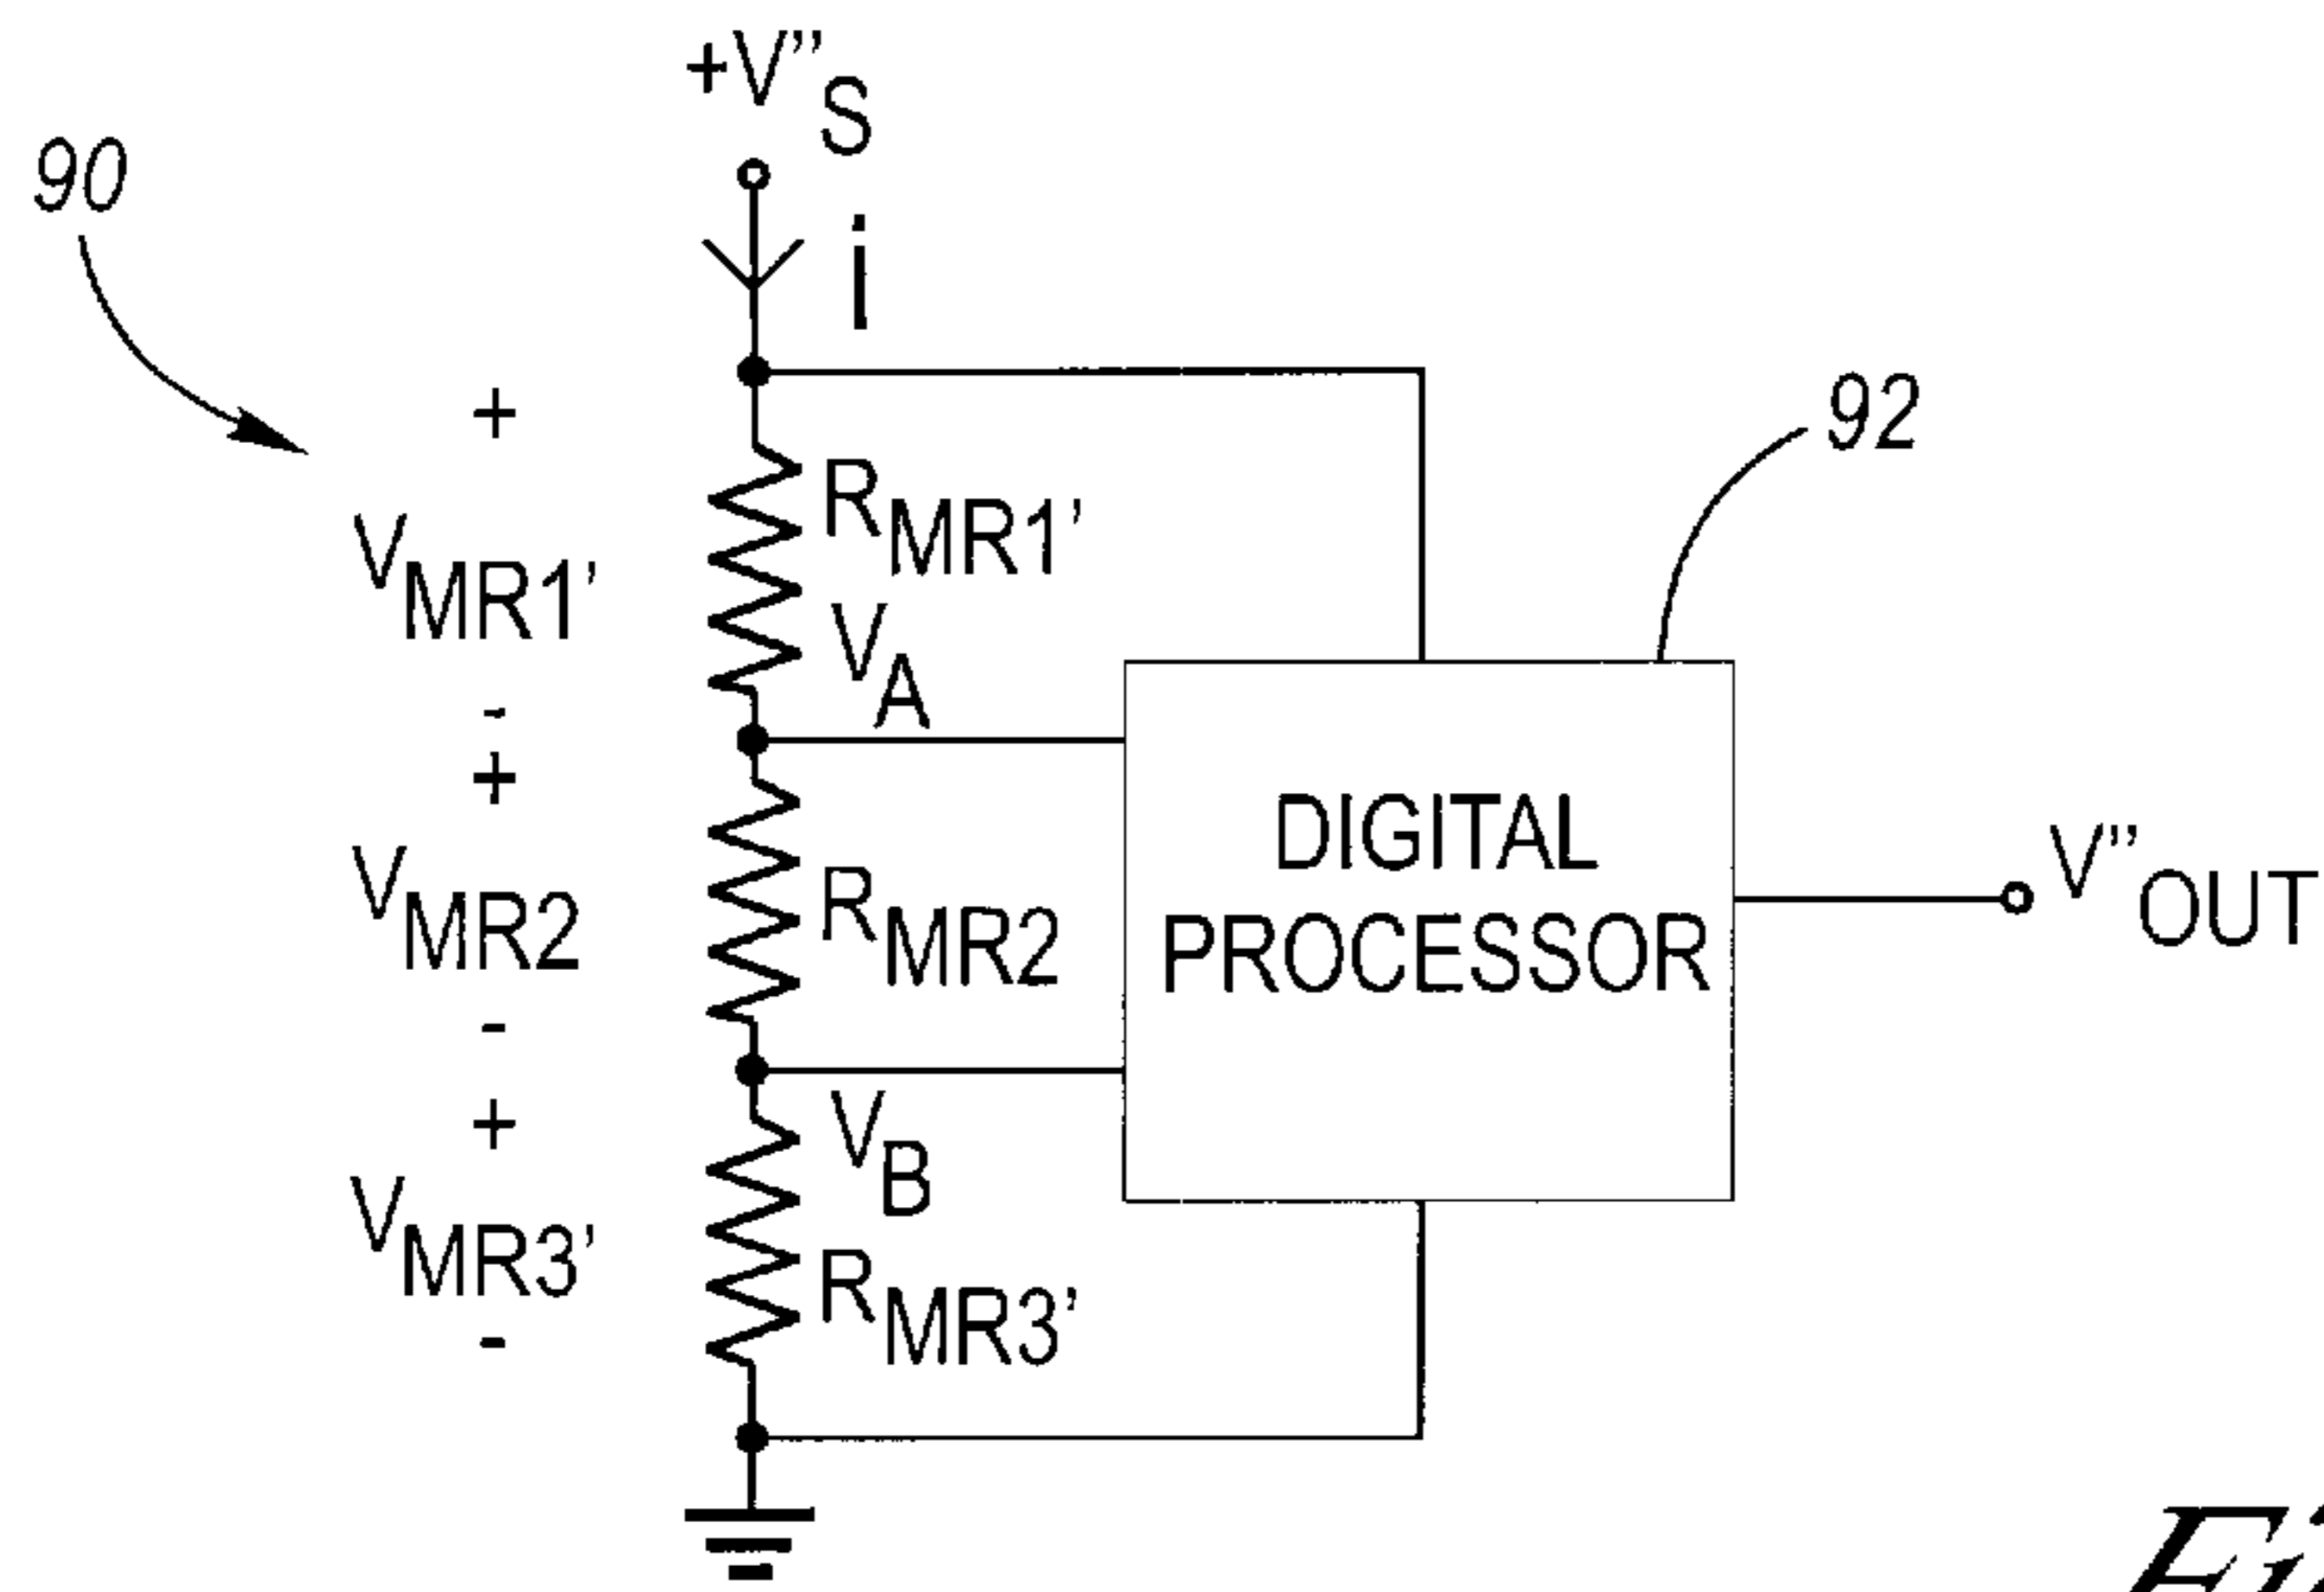 +V”S
90
i
92
+
RMR1’
VMR1’
VA
-
+
DIGITAL
PROCESSOR
V”OUT
VMR2
RMR2
-
+
VB
VMR3’
RMR3’
-